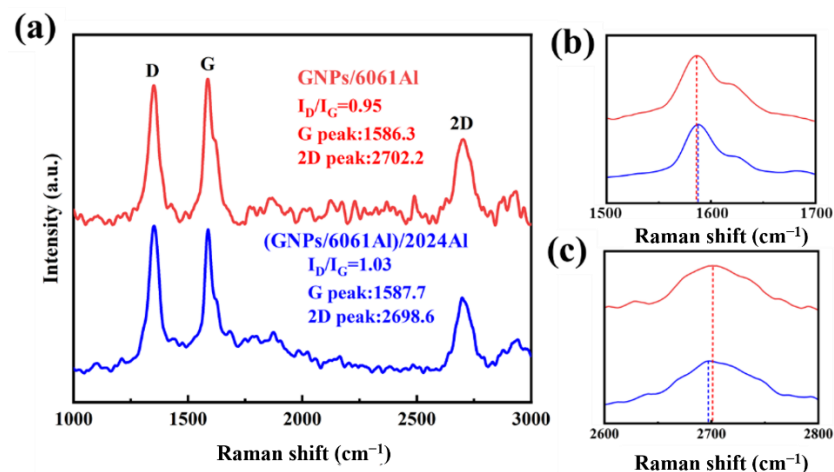 (a)
D
G
2D
GNPs/6061Al
I_D/I_G=0.95
G peak:1586.3
2D peak:2702.2
(GNPs/6061Al)/2024Al
I_D/I_G=1.03
G peak:1587.7
2D peak:2698.6
Intensity (a.u.)
1000 1500 2000 2500 3000
Raman shift (cm⁻¹)
(b)
1500 1600 1700
Raman shift (cm⁻¹)
(c)
2600 2700 2800
Raman shift (cm⁻¹)